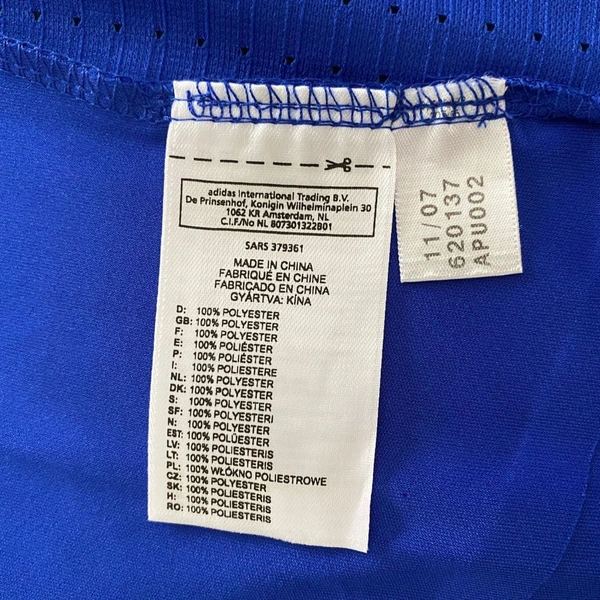 adidas International Trading B.V.
De Prinsenhof, Konigin Wilhelminaplein 30
1062 KR Amsterdam, NL
C.I.F./No NL 807301322B01
SARS 379361
MADE IN CHINA
FABRIQUÉ EN CHINE
FABRICADO EN CHINA
GYÁRTVA: KÍNA
D: 100% POLYESTER
GB: 100% POLYESTER
F: 100% POLYESTER
E: 100% POLIÉSTER
P: 100% POLIÉSTER
I: 100% POLIESTERE
NL: 100% POLYESTER
DK: 100% POLYESTER
S: 100% POLYESTER
SF: 100% POLYESTERI
N: 100% POLYESTER
EST: 100% POLÜESTER
LV: 100% POLIESTERIS
LT: 100% POLIESTERIS
PL: 100% WŁÓKNO POLIESTROWE
CZ: 100% POLYESTER
SK: 100% POLIESTERIS
H: 100% POLIESTERIS
RO: 100% POLIESTERIS
11/07
620137
APU002